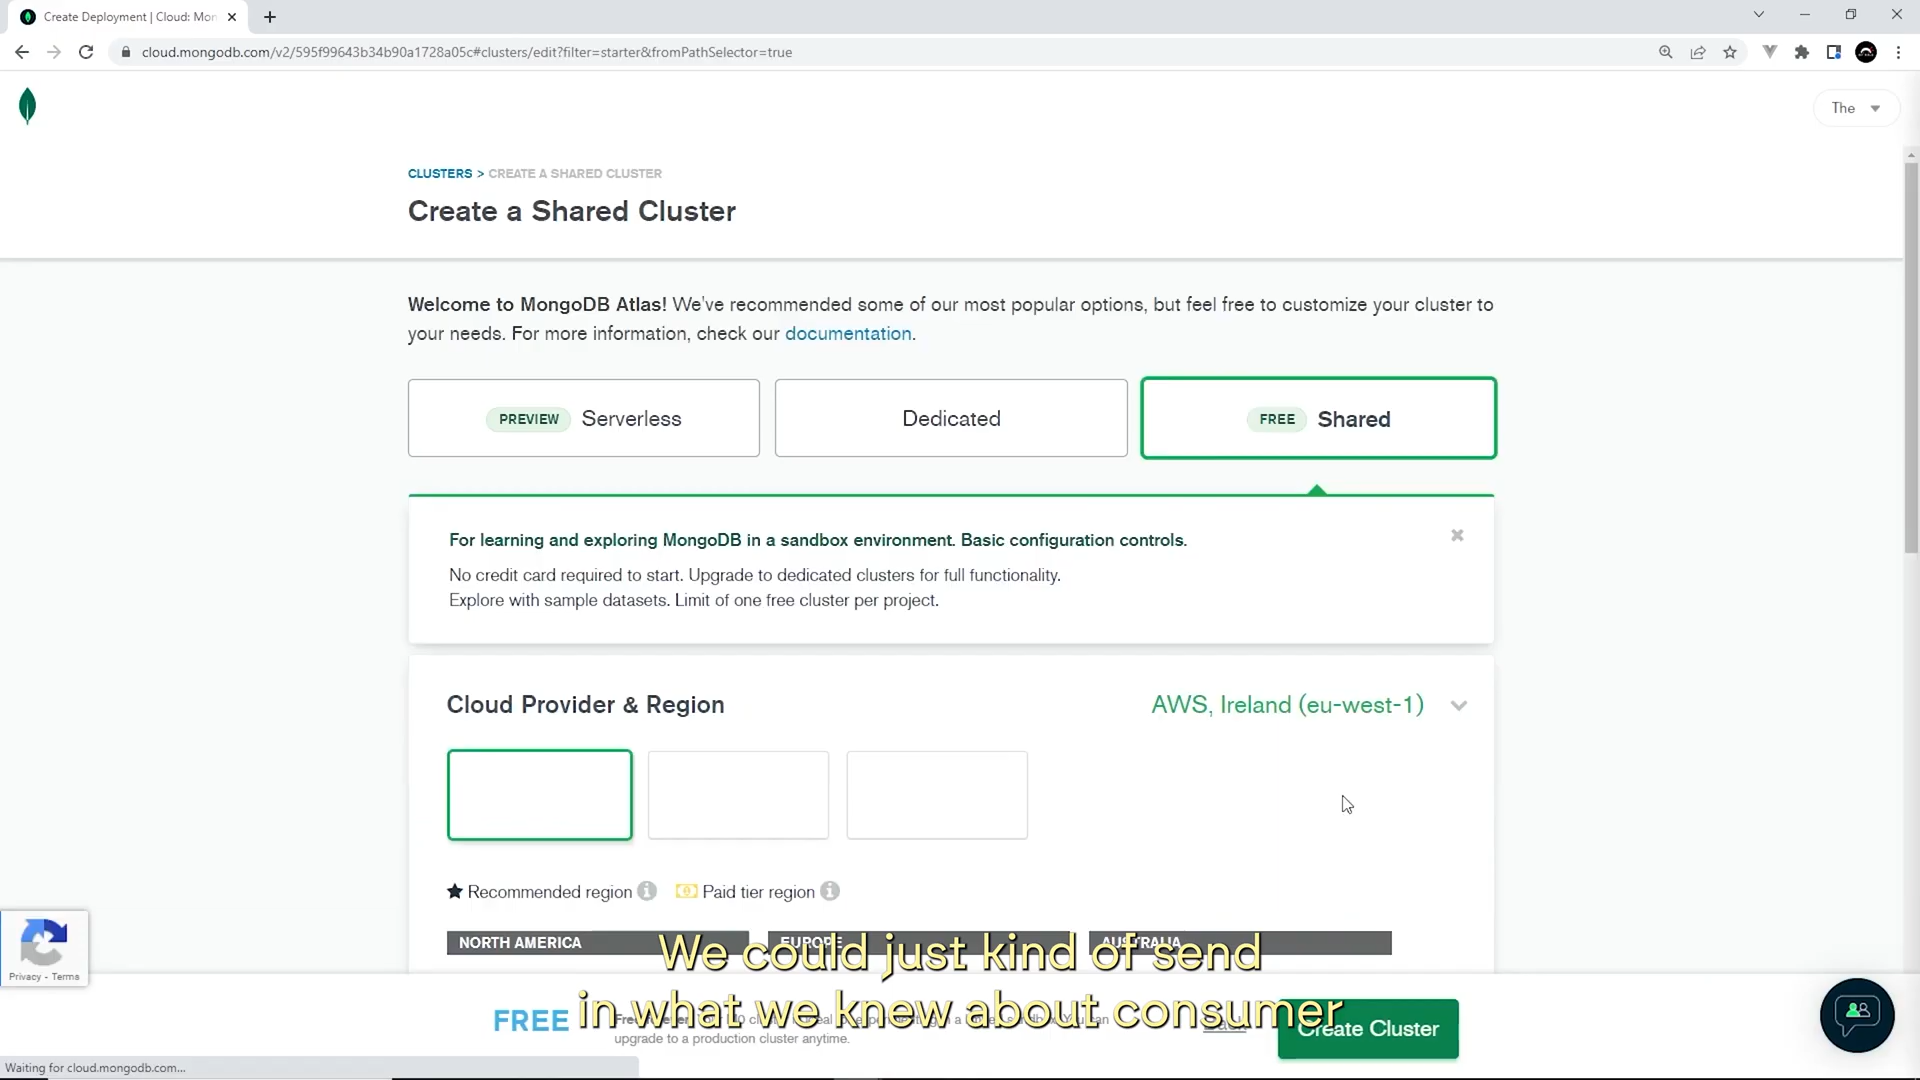 Create Deployment | Cloud: Mon
cloud.mongodb.com/v2/595f99643b34b90a1728a05c#clusters/edit?filter=starter&fromPathSelector=true
The
CLUSTERS > CREATE A SHARED CLUSTER
Create a Shared Cluster
Welcome to MongoDB Atlas! We've recommended some of our most popular options, but feel free to customize your cluster to
your needs. For more information, check our documentation.
PREVIEW Serverless
Dedicated
FREE Shared
For learning and exploring MongoDB in a sandbox environment. Basic configuration controls.
No credit card required to start. Upgrade to dedicated clusters for full functionality.
Explore with sample datasets. Limit of one free cluster per project.
Cloud Provider & Region
AWS, Ireland (eu-west-1)
Recommended region
Paid tier region
NORTH AMERICA
EUROPE
AUSTRALIA
We could just kind of send
in what we knew about consumer
Privacy - Terms
FREE
upgrade to a production cluster anytime.
Back
Create Cluster
Waiting for cloud.mongodb.com...